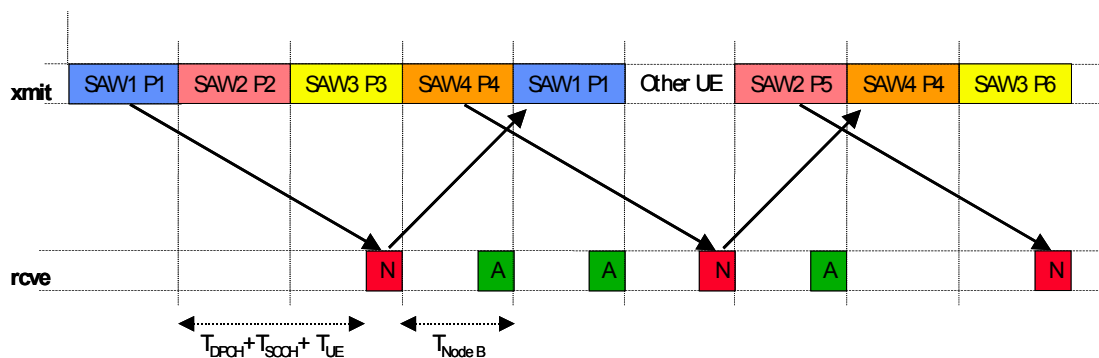 xmit SAW1 P1 SAW2 P2 SAW3 P3 SAW4 P4 SAW1 P1 Other UE SAW2 P5 SAW4 P4 SAW3 P6
rcve N A A N A N
TDPCH+TSCCH+ TUE TNode B